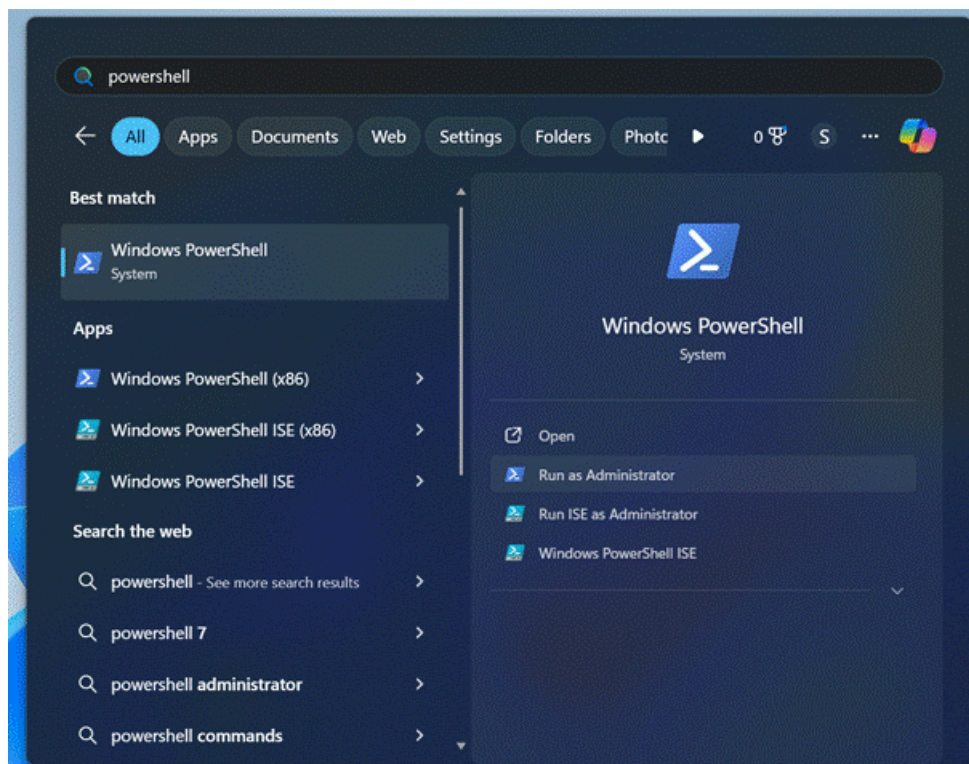 powershell
All Apps Documents Web Settings Folders Photc 0 S ...
Best match
Windows PowerShell
System
Apps
Windows PowerShell (x86)
Windows PowerShell ISE (x86)
Windows PowerShell ISE
Search the web
powershell - See more search results
powershell 7
powershell administrator
powershell commands
Windows PowerShell
System
Open
Run as Administrator
Run ISE as Administrator
Windows PowerShell ISE